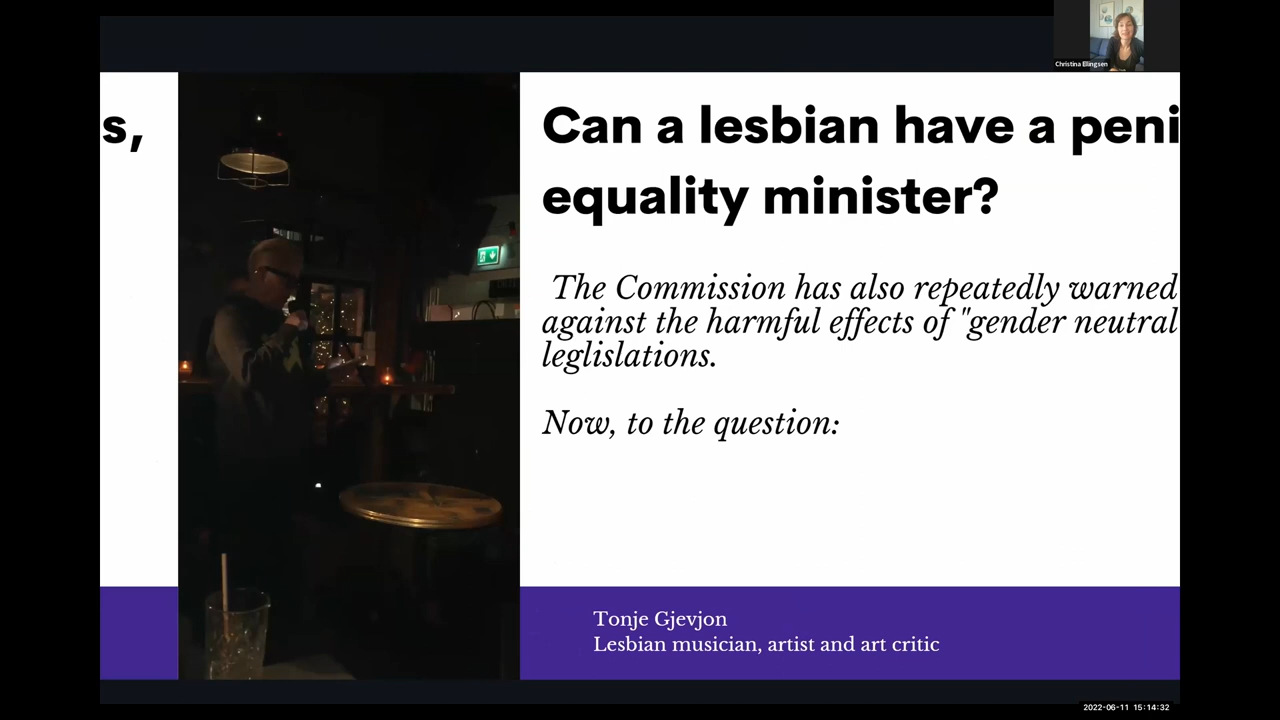 Christina Ellingsen
s,
Can a lesbian have a peni
equality minister?
The Commission has also repeatedly warned
against the harmful effects of "gender neutral
leglislations.
Now, to the question:
Tonje Gjevjon
Lesbian musician, artist and art critic
2022-06-11 15:14:32